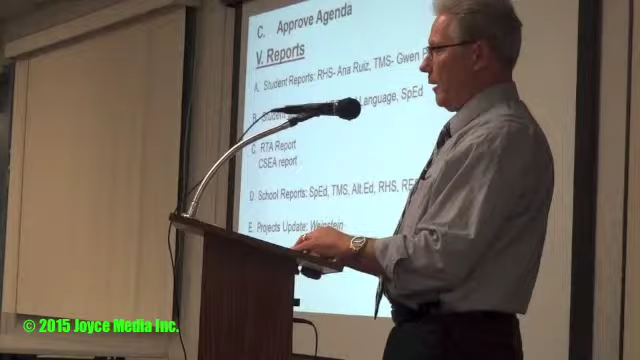 C. Approve Agenda
V. Reports
A. Student Reports: RHS- Ana Ruiz, TMS- Gwen
B. Language, SpEd
C. RTA Report
CSEA report
D. School Reports: SpEd, TMS, Alt.Ed, RHS,
E. Projects Update: Weinstein
© 2015 Joyce Media Inc.